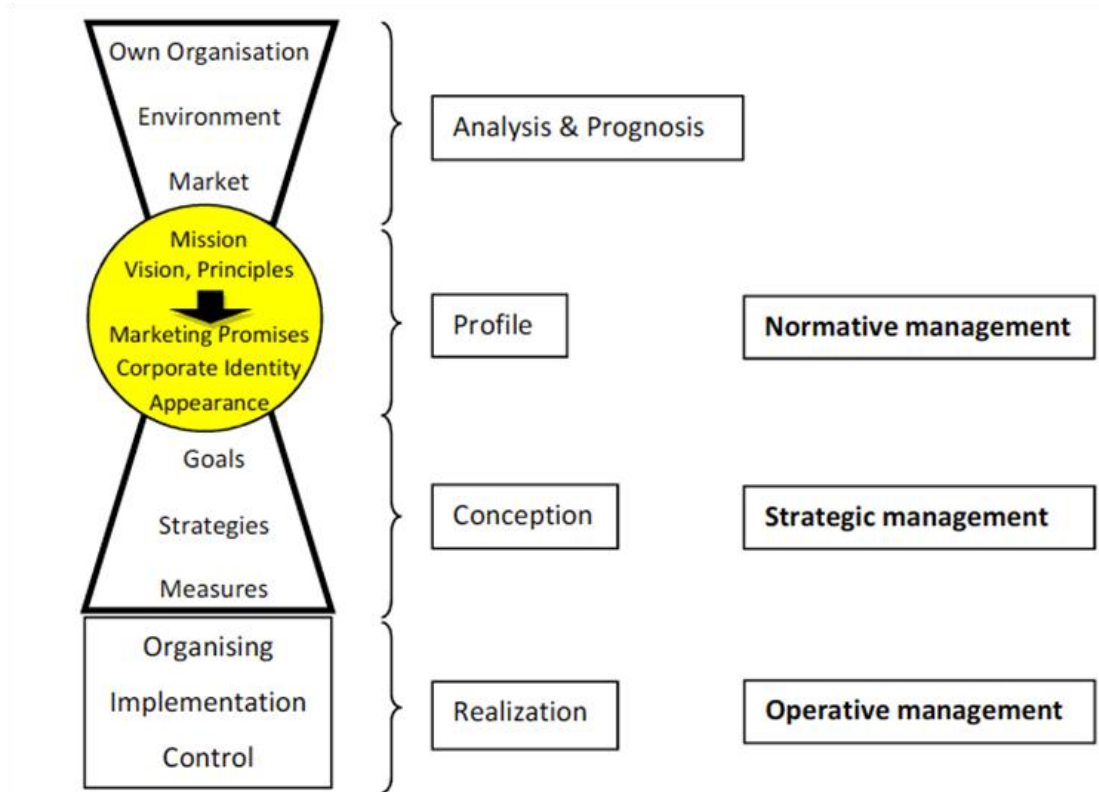 Own Organisation
Environment
Market
Analysis & Prognosis
Mission
Vision, Principles
Marketing Promises
Corporate Identity
Appearance
Profile
Normative management
Goals
Strategies
Measures
Conception
Strategic management
Organising
Implementation
Control
Realization
Operative management